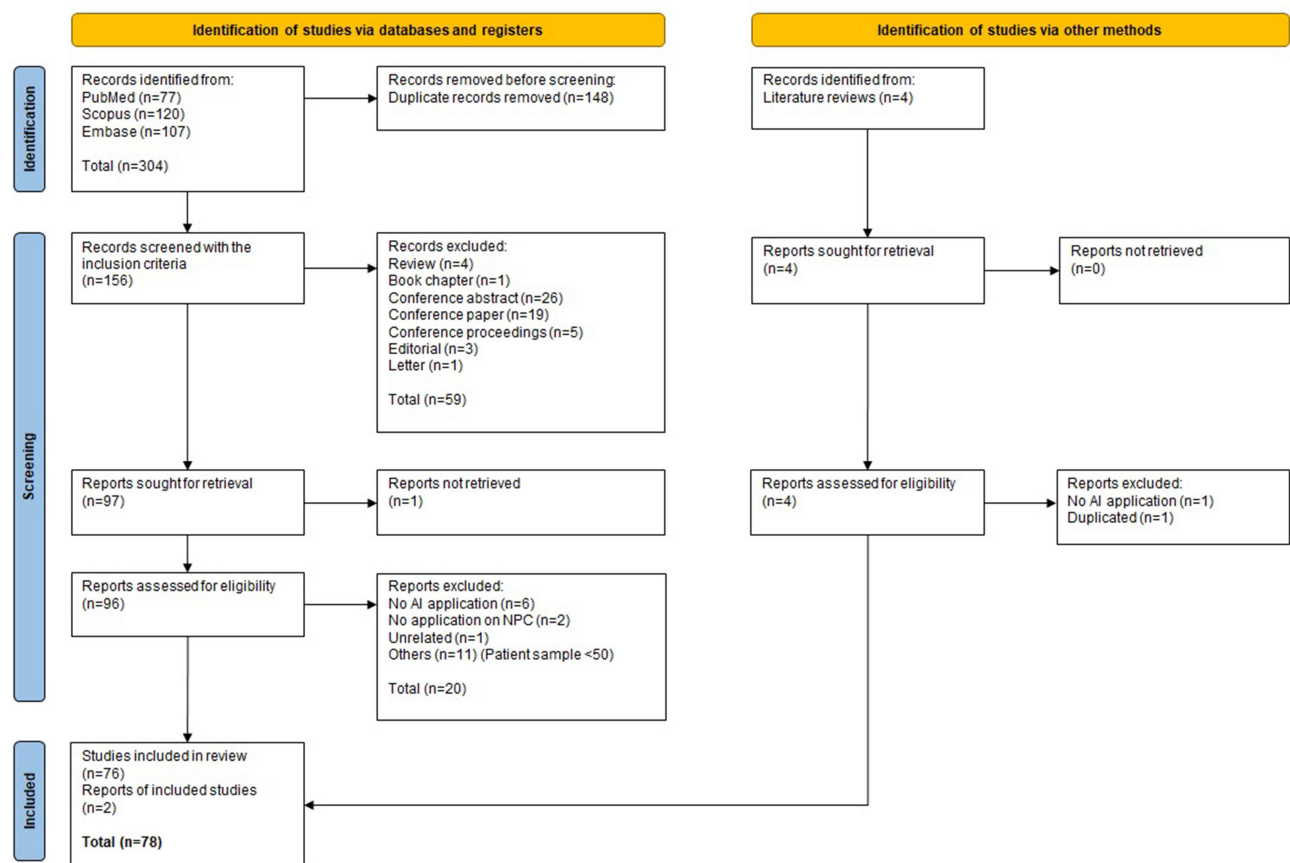 Identification of studies via databases and registers
Identification of studies via other methods
Identification
Records identified from:
PubMed (n=77)
Scopus (n=120)
Embase (n=107)
Total (n=304)
Records removed before screening:
Duplicate records removed (n=148)
Records identified from:
Literature reviews (n=4)
Screening
Records screened with the
inclusion criteria
(n=156)
Records excluded:
Review (n=4)
Book chapter (n=1)
Conference abstract (n=26)
Conference paper (n=19)
Conference proceedings (n=5)
Editorial (n=3)
Letter (n=1)
Total (n=59)
Reports sought for retrieval
(n=4)
Reports not retrieved
(n=0)
Reports sought for retrieval
(n=97)
Reports not retrieved
(n=1)
Reports assessed for eligibility
(n=4)
Reports excluded:
No AI application (n=1)
Duplicated (n=1)
Reports assessed for eligibility
(n=96)
Reports excluded:
No AI application (n=6)
No application on NPC (n=2)
Unrelated (n=1)
Others (n=11) (Patient sample <50)
Total (n=20)
Included
Studies included in review
(n=76)
Reports of included studies
(n=2)
Total (n=78)